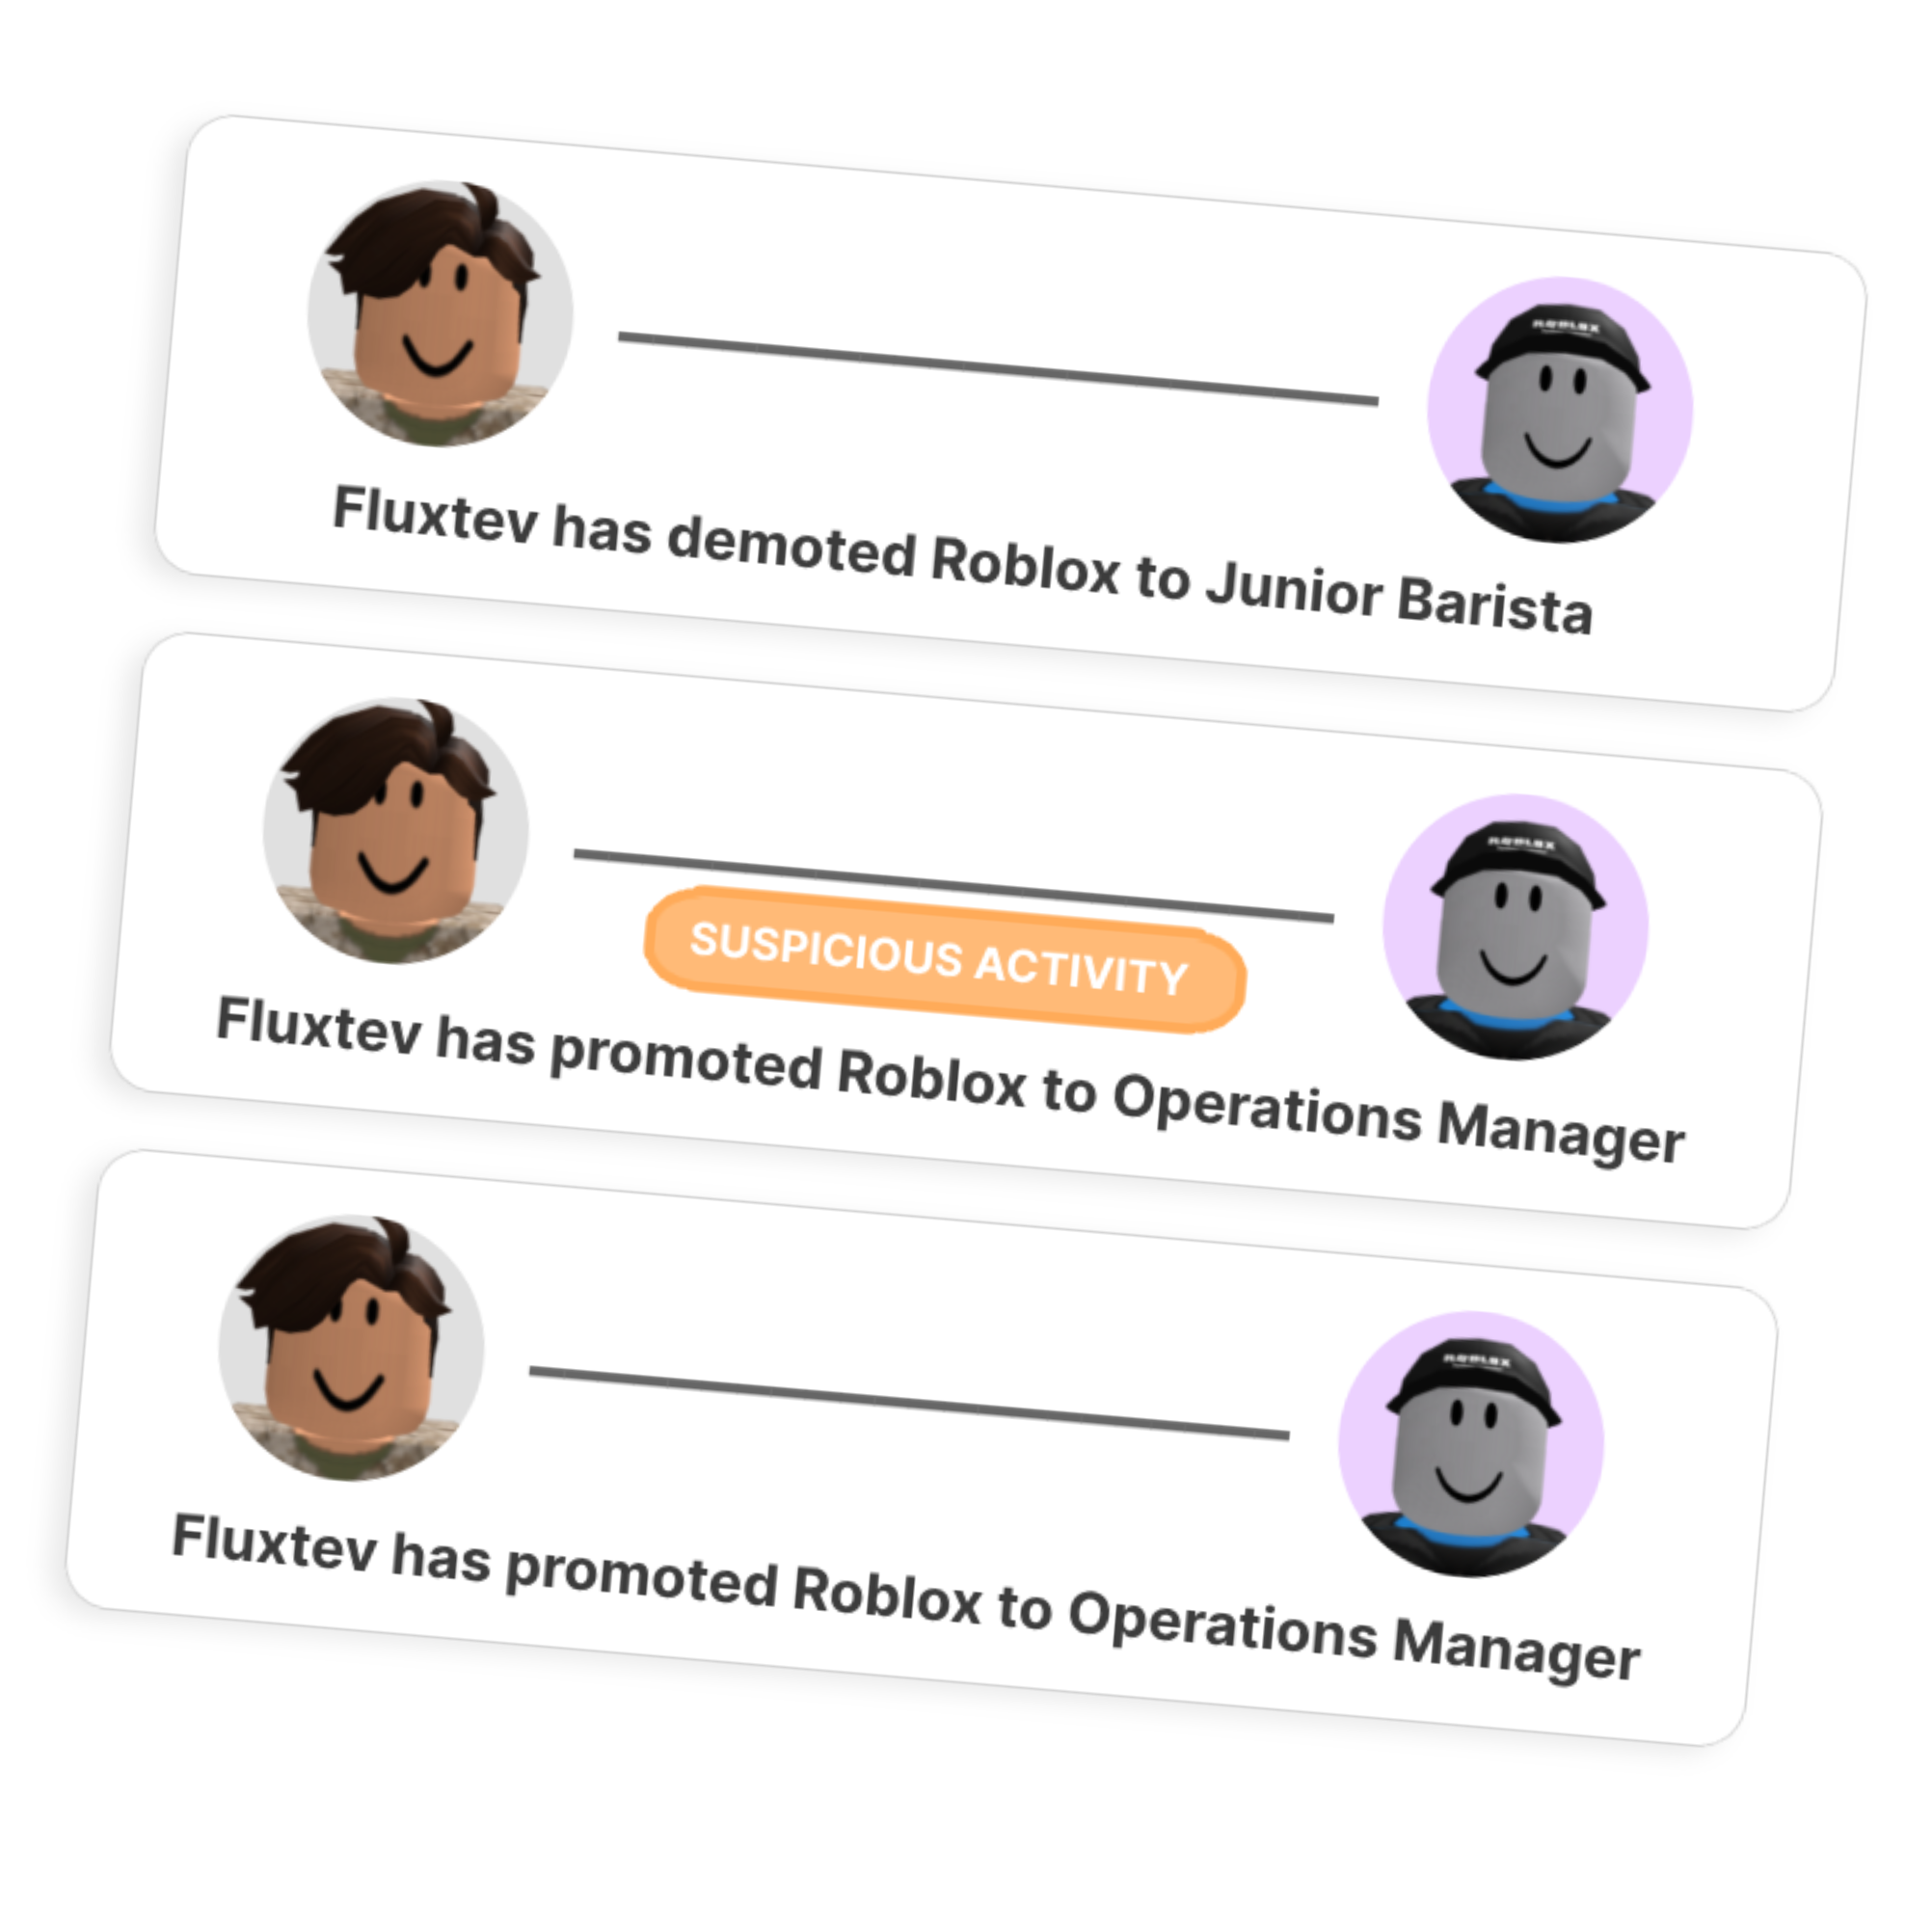 ROBLOX
Fluxtev has demoted Roblox to Junior Barista
ROBLOX
SUSPICIOUS ACTIVITY
Fluxtev has promoted Roblox to Operations Manager
ROBLOX
Fluxtev has promoted Roblox to Operations Manager